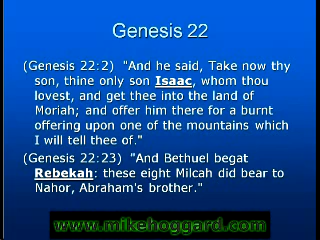 Genesis 22
(Genesis 22:2) "And he said, Take now thy
son, thine only son Isaac, whom thou
lovest, and get thee into the land of
Moriah; and offer him there for a burnt
offering upon one of the mountains which
I will tell thee of."
(Genesis 22:23) "And Bethuel begat
Rebekah: these eight Milcah did bear to
Nahor, Abraham's brother."
www.mikehoggard.com